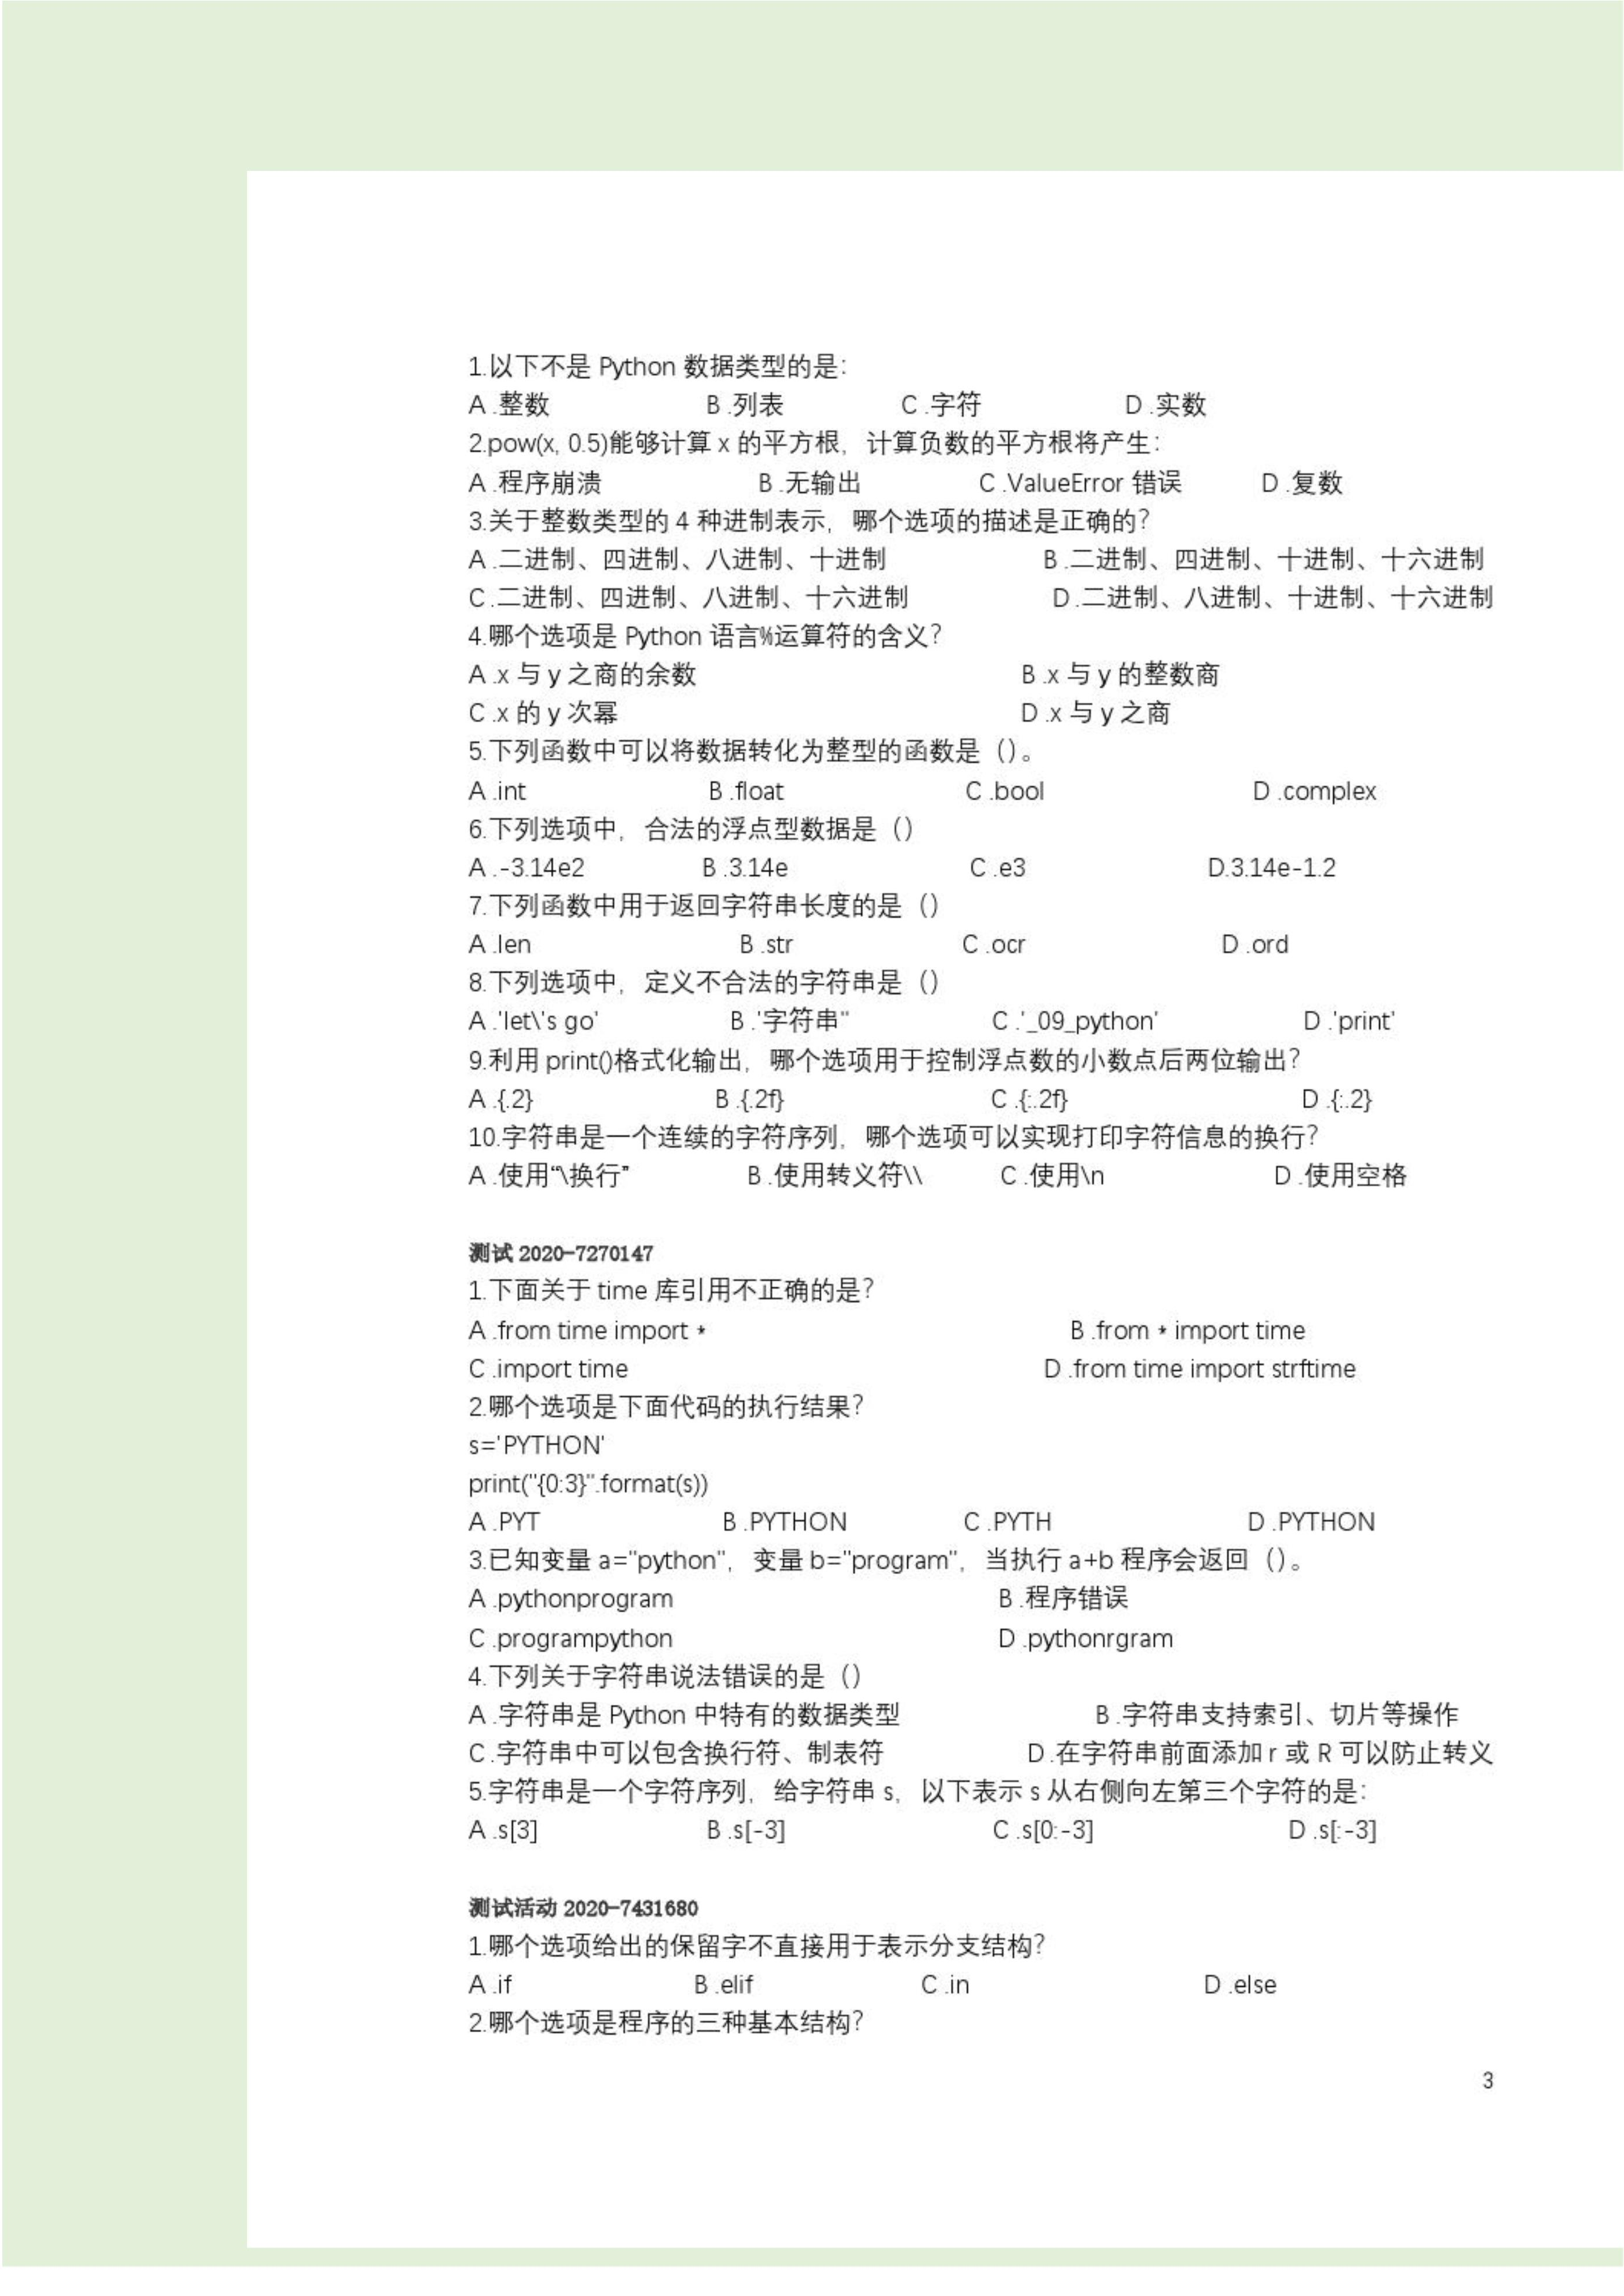 1.以下不是 Python 数据类型的是：
A .整数 B .列表 C .字符 D .实数
2.pow(x, 0.5)能够计算 x 的平方根，计算负数的平方根将产生：
A .程序崩溃 B .无输出 C .ValueError 错误 D .复数
3.关于整数类型的 4 种进制表示，哪个选项的描述是正确的？
A .二进制、四进制、八进制、十进制 B .二进制、四进制、十进制、十六进制
C .二进制、四进制、八进制、十六进制 D .二进制、八进制、十进制、十六进制
4.哪个选项是 Python 语言%运算符的含义？
A .x 与 y 之商的余数 B .x 与 y 的整数商
C .x 的 y 次幂 D .x 与 y 之商
5.下列函数中可以将数据转化为整型的函数是（）。
A .int B .float C .bool D .complex
6.下列选项中，合法的浮点型数据是（）
A .-3.14e2 B .3.14e C .e3 D.3.14e-1.2
7.下列函数中用于返回字符串长度的是（）
A .len B .str C .ocr D .ord
8.下列选项中，定义不合法的字符串是（）
A .'let\'s go' B .'字符串" C .'_09_python' D .'print'
9.利用 print()格式化输出，哪个选项用于控制浮点数的小数点后两位输出？
A .{.2} B .{.2f} C .{:.2f} D .{:.2}
10.字符串是一个连续的字符序列，哪个选项可以实现打印字符信息的换行？
A .使用“\换行” B .使用转义符\\ C .使用\n D .使用空格
测试 2020-7270147
1.下面关于 time 库引用不正确的是？
A .from time import * B .from * import time
C .import time D .from time import strftime
2.哪个选项是下面代码的执行结果？
s='PYTHON'
print("{0:3}".format(s))
A .PYT B .PYTHON C .PYTH D .PYTHON
3.已知变量 a="python"，变量 b="program"，当执行 a+b 程序会返回（）。
A .pythonprogram B .程序错误
C .programpython D .pythonrgram
4.下列关于字符串说法错误的是（）
A .字符串是 Python 中特有的数据类型 B .字符串支持索引、切片等操作
C .字符串中可以包含换行符、制表符 D .在字符串前面添加 r 或 R 可以防止转义
5.字符串是一个字符序列，给字符串 s，以下表示 s 从右侧向左第三个字符的是：
A .s[3] B .s[-3] C .s[0:-3] D .s[:-3]
测试活动 2020-7431680
1.哪个选项给出的保留字不直接用于表示分支结构？
A .if B .elif C .in D .else
2.哪个选项是程序的三种基本结构？
3